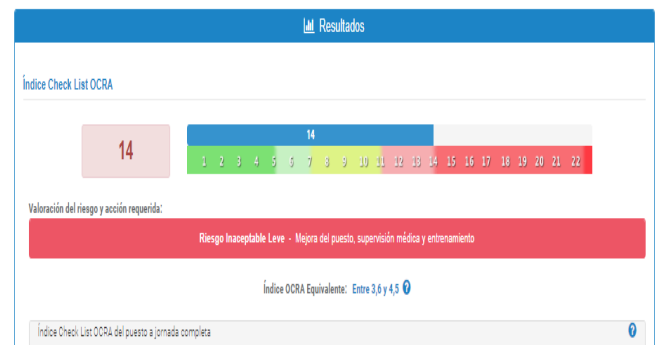 Resultados
Índice Check List OCRA
14
14
1 2 3 4 5 6 7 8 9 10 11 12 13 14 15 16 17 18 19 20 21 22
Valoración del riesgo y acción requerida:
Riesgo Inaceptable Leve - Mejora del puesto, supervisión médica y entrenamiento
Índice OCRA Equivalente: Entre 3,6 y 4,5 ?
Índice Check List OCRA del puesto a jornada completa ?